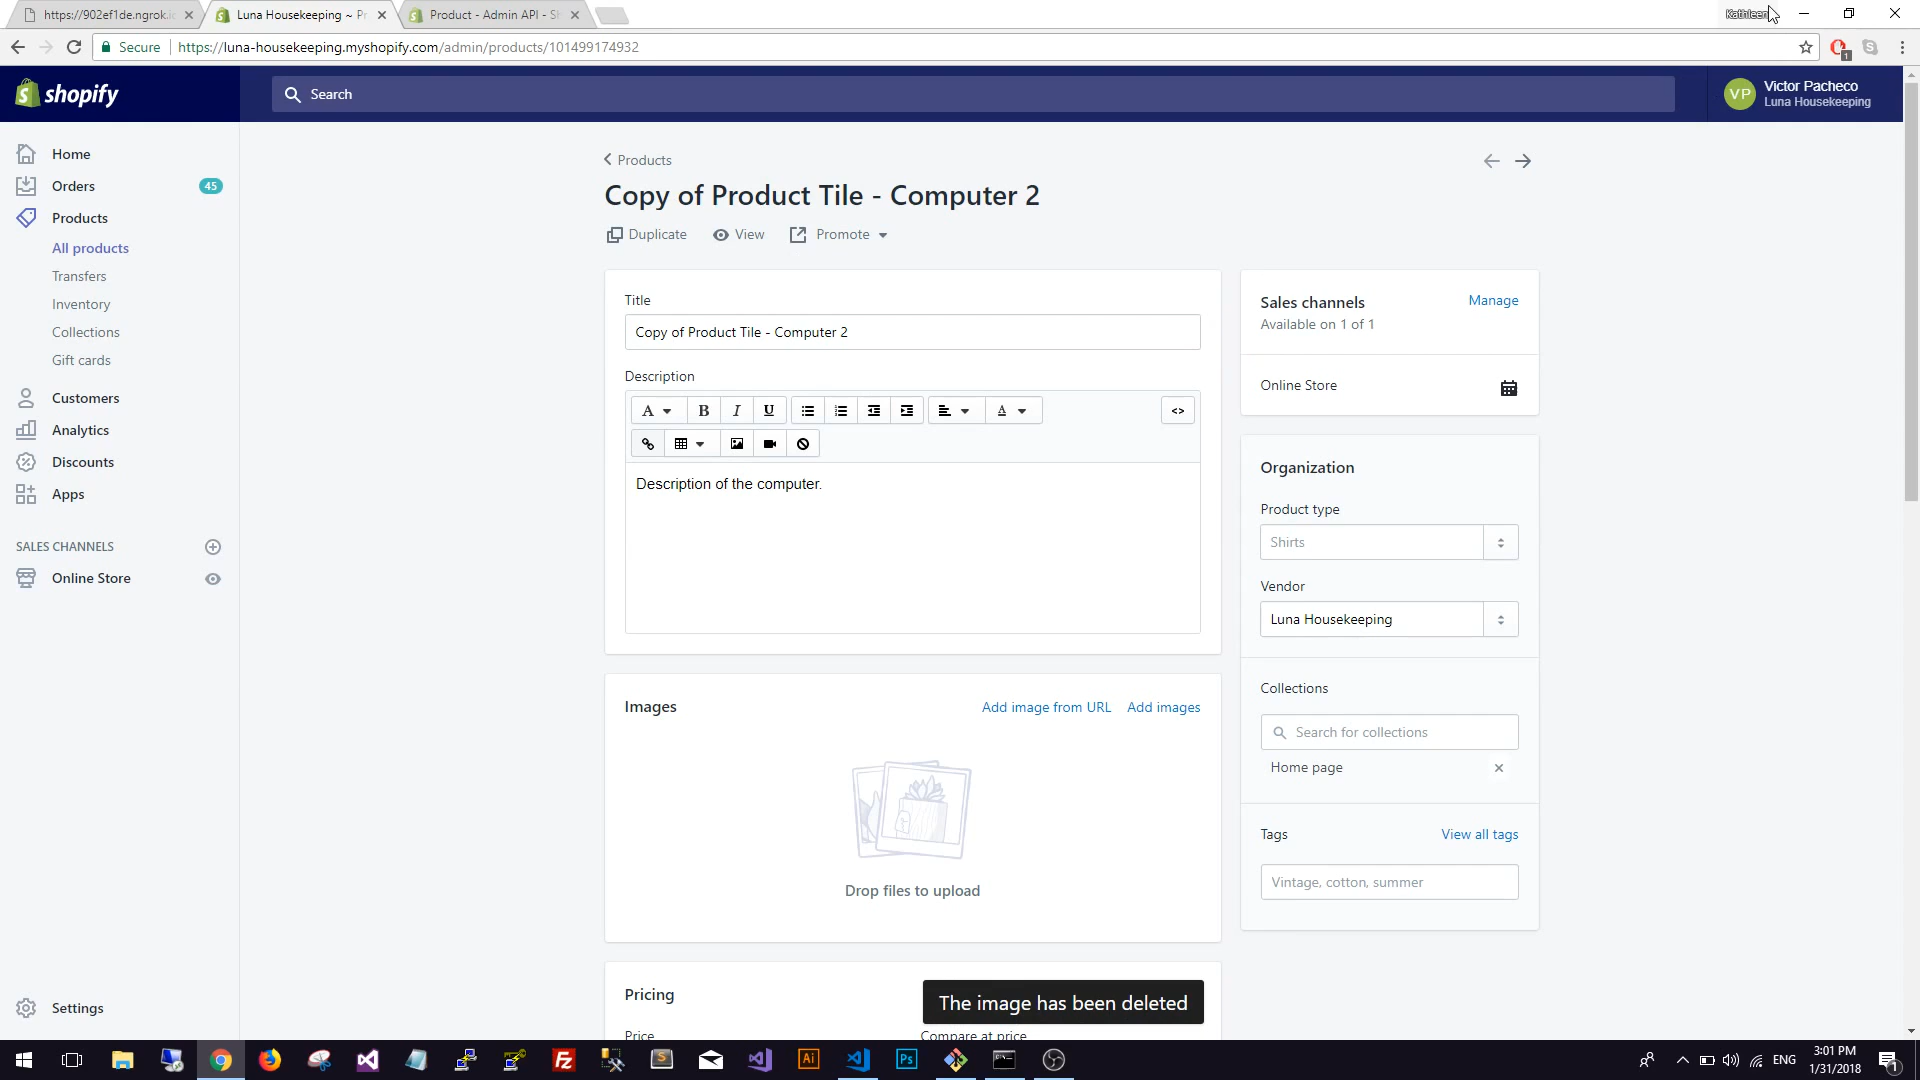 https://902ef1de.ngrok.i
Luna Housekeeping ~ Pr
Product - Admin API - Sh
Kathleen
Secure
https://luna-housekeeping.myshopify.com/admin/products/101499174932
1
shopify
Search
VP
Victor Pacheco
Luna Housekeeping
Home
Orders
45
Products
All products
Transfers
Inventory
Collections
Gift cards
Customers
Analytics
Discounts
Apps
SALES CHANNELS
Online Store
Settings
Products
Copy of Product Tile - Computer 2
Duplicate
View
Promote
Title
Copy of Product Tile - Computer 2
Description
A
B
I
U
A
<>
Description of the computer.
Images
Add image from URL
Add images
Drop files to upload
Pricing
Price
Compare at price
The image has been deleted
Sales channels
Manage
Available on 1 of 1
Online Store
Organization
Product type
Shirts
Vendor
Luna Housekeeping
Collections
Search for collections
Home page
Tags
View all tags
Vintage, cotton, summer
Fz
S
Ai
Ps
ENG
3:01 PM
1/31/2018
1